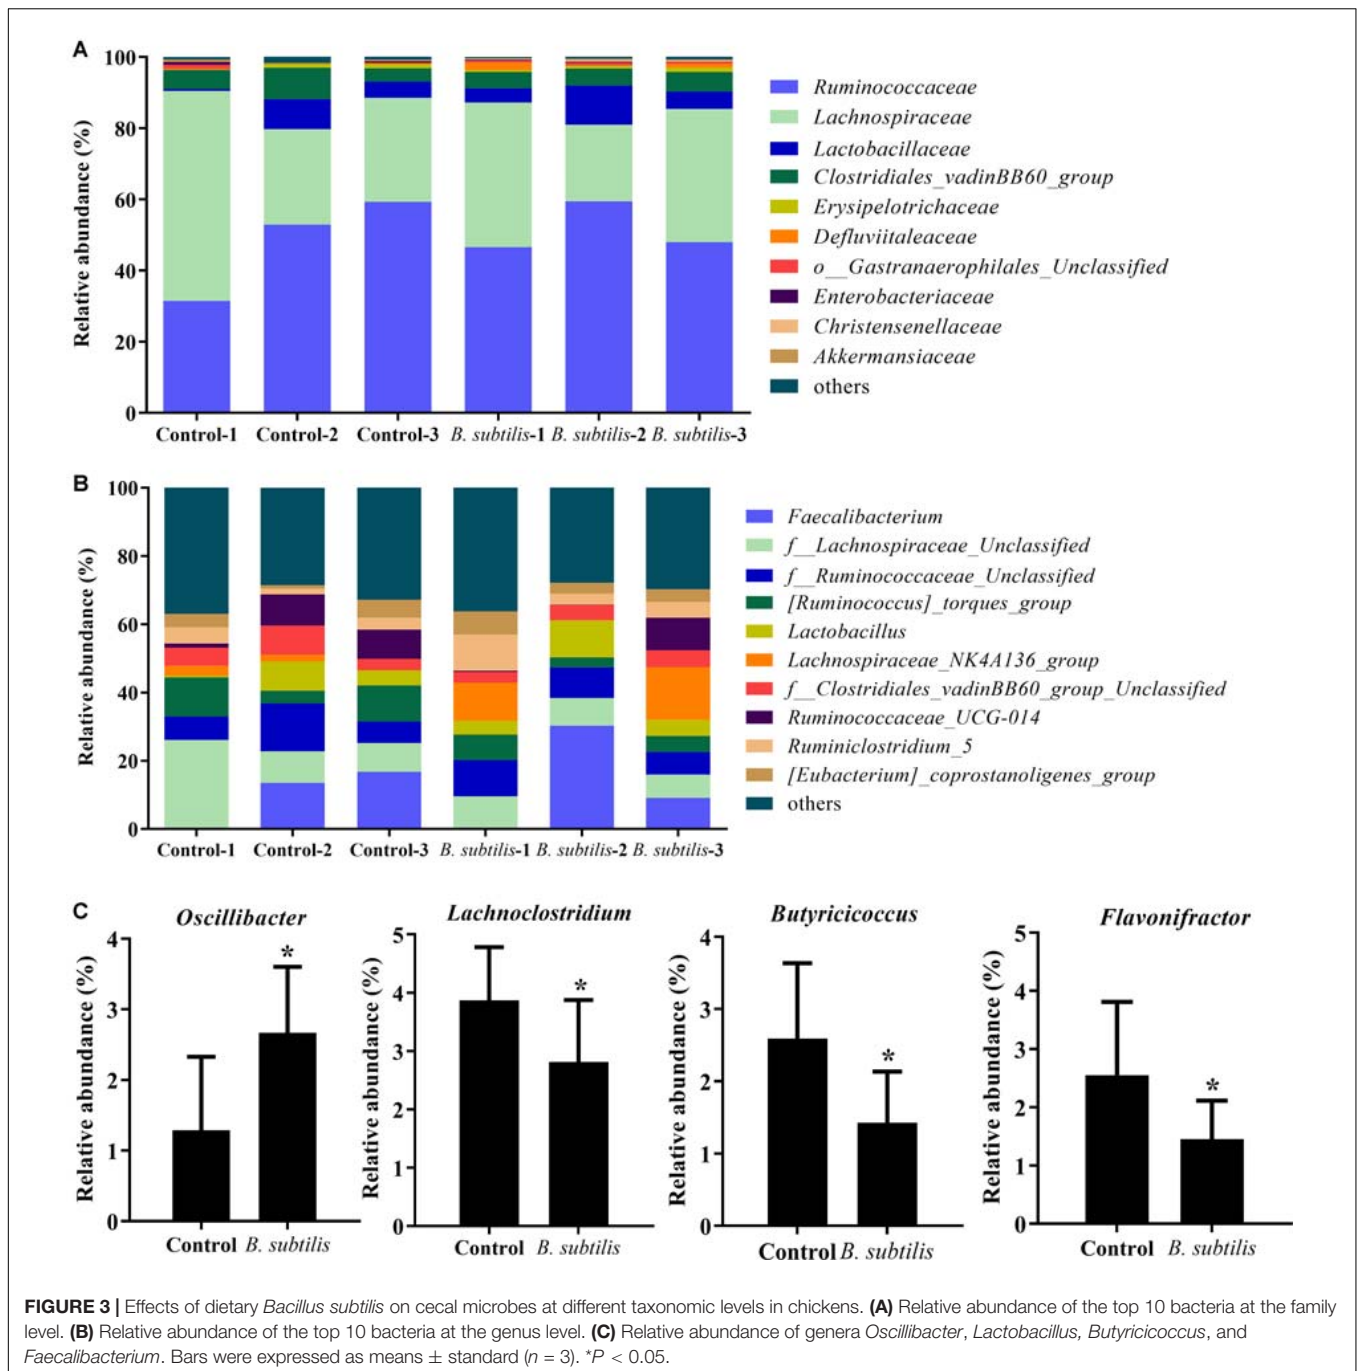 A
Relative abundance (%)
100
80
60
40
20
0
Control-1 Control-2 Control-3 B. subtilis-1 B. subtilis-2 B. subtilis-3
Ruminococcaceae
Lachnospiraceae
Lactobacillaceae
Clostridiales_vadinBB60_group
Erysipelotrichaceae
Defluviitaleaceae
o__Gastranaerophilales_Unclassified
Enterobacteriaceae
Christensenellaceae
Akkermansiaceae
others
B
Relative abundance (%)
100
80
60
40
20
0
Control-1 Control-2 Control-3 B. subtilis-1 B. subtilis-2 B. subtilis-3
Faecalibacterium
f__Lachnospiraceae_Unclassified
f__Ruminococcaceae_Unclassified
[Ruminococcus]_torques_group
Lactobacillus
Lachnospiraceae_NK4A136_group
f__Clostridiales_vadinBB60_group_Unclassified
Ruminococcaceae_UCG-014
Ruminiclostridium_5
[Eubacterium]_coprostanoligenes_group
others
C
Oscillibacter
Relative abundance (%)
4
3
2
1
0
*
Control B. subtilis
Lachnoclostridium
Relative abundance (%)
5
4
3
2
1
0
*
Control B. subtilis
Butyricicoccus
Relative abundance (%)
4
3
2
1
0
*
Control B. subtilis
Flavonifractor
Relative abundance (%)
5
4
3
2
1
0
*
Control B. subtilis
FIGURE 3 | Effects of dietary Bacillus subtilis on cecal microbes at different taxonomic levels in chickens. (A) Relative abundance of the top 10 bacteria at the family
level. (B) Relative abundance of the top 10 bacteria at the genus level. (C) Relative abundance of genera Oscillibacter, Lactobacillus, Butyricicoccus, and
Faecalibacterium. Bars were expressed as means ± standard (n = 3). *P < 0.05.